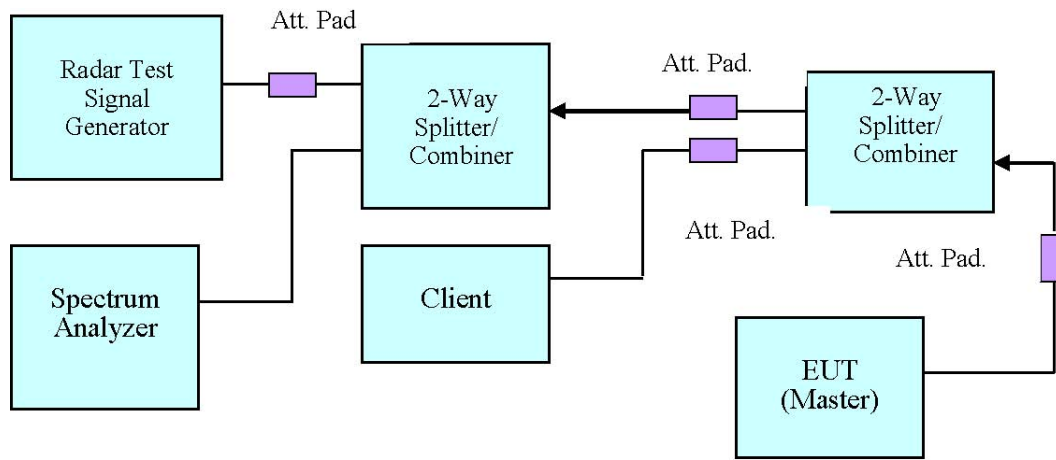 Att. Pad
Radar Test
Signal
Generator
2-Way
Splitter/
Combiner
Att. Pad.
2-Way
Splitter/
Combiner
Att. Pad.
Att. Pad.
Spectrum
Analyzer
Client
EUT
(Master)